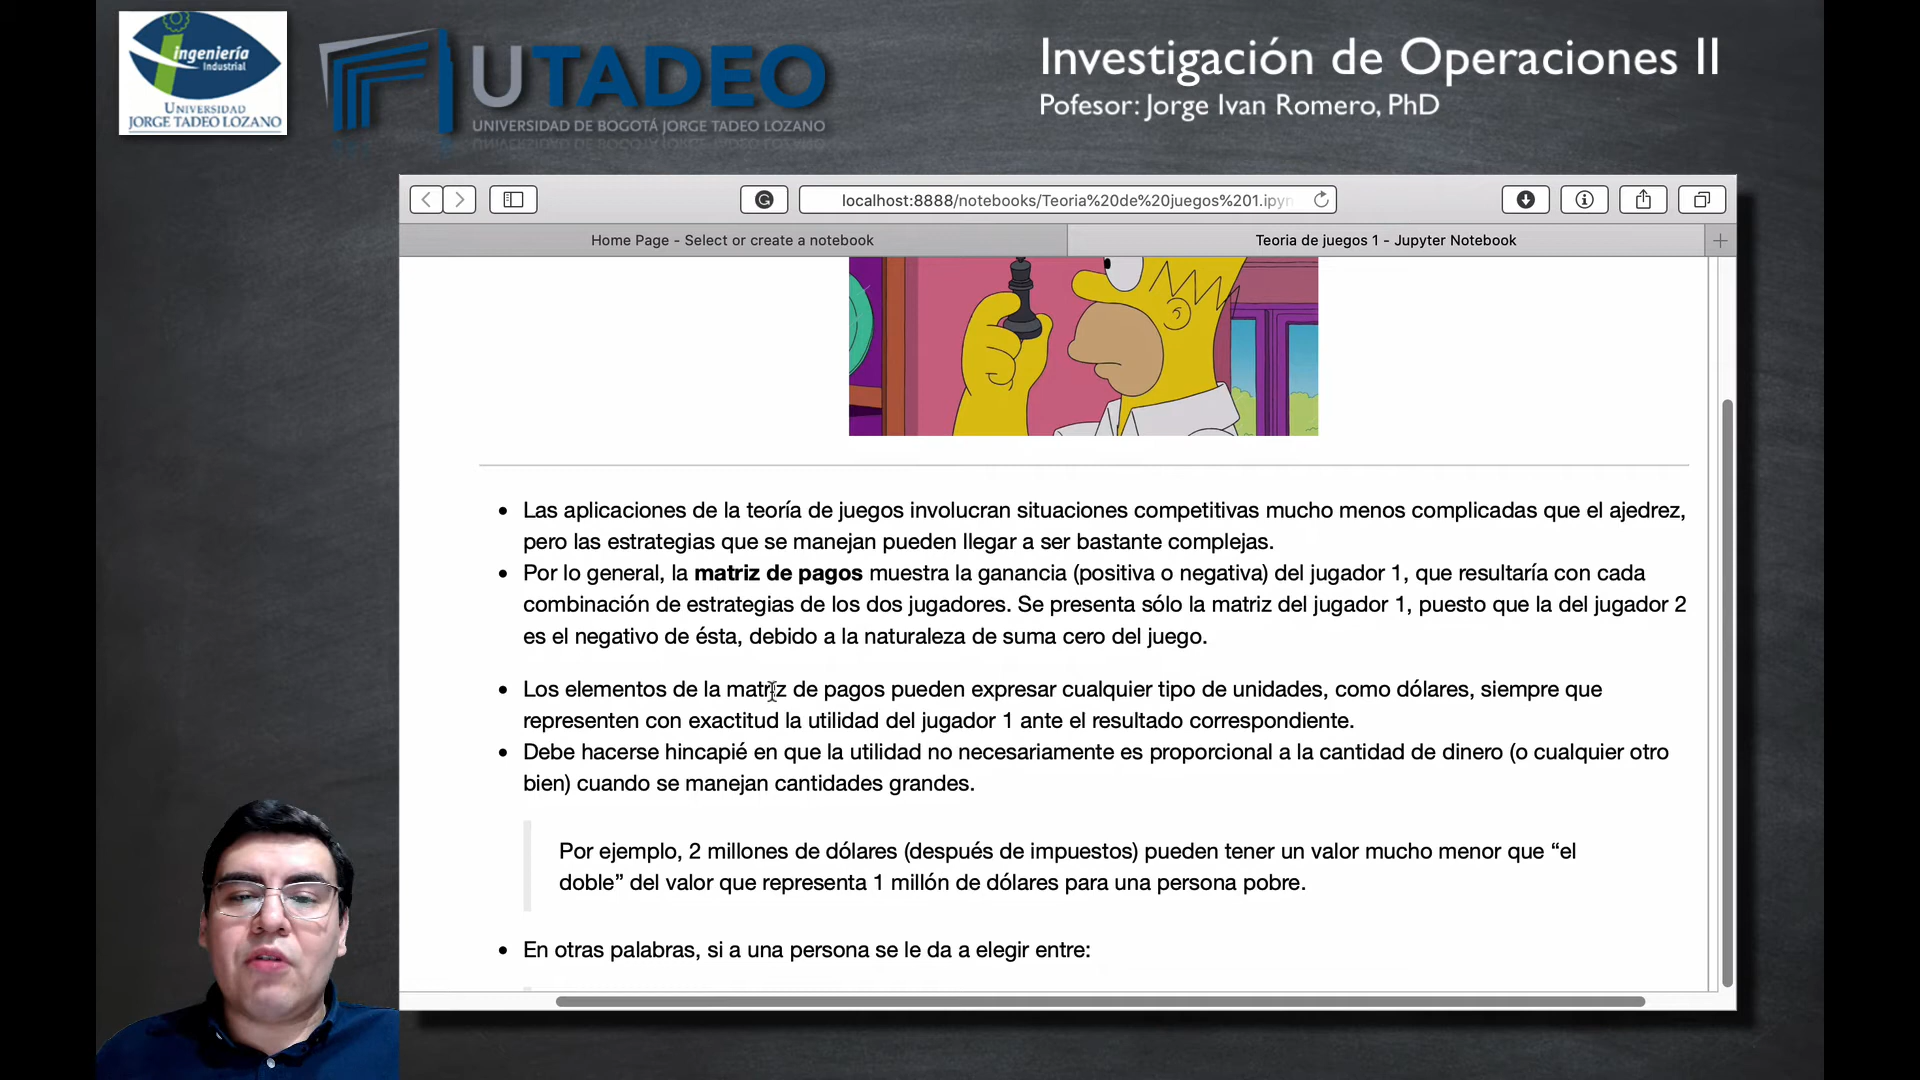 ingeniería
Industrial
UNIVERSIDAD
JORGE TADEO LOZANO
UTADEO
UNIVERSIDAD DE BOGOTÁ JORGE TADEO LOZANO
Investigación de Operaciones II
Pofesor: Jorge Ivan Romero, PhD
localhost:8888/notebooks/Teoria%20de%20juegos%201.ipyn
Home Page - Select or create a notebook
Teoria de juegos 1 - Jupyter Notebook
• Las aplicaciones de la teoría de juegos involucran situaciones competitivas mucho menos complicadas que el ajedrez,
pero las estrategias que se manejan pueden llegar a ser bastante complejas.
• Por lo general, la matriz de pagos muestra la ganancia (positiva o negativa) del jugador 1, que resultaría con cada
combinación de estrategias de los dos jugadores. Se presenta sólo la matriz del jugador 1, puesto que la del jugador 2
es el negativo de ésta, debido a la naturaleza de suma cero del juego.
• Los elementos de la matriz de pagos pueden expresar cualquier tipo de unidades, como dólares, siempre que
representen con exactitud la utilidad del jugador 1 ante el resultado correspondiente.
• Debe hacerse hincapié en que la utilidad no necesariamente es proporcional a la cantidad de dinero (o cualquier otro
bien) cuando se manejan cantidades grandes.
Por ejemplo, 2 millones de dólares (después de impuestos) pueden tener un valor mucho menor que “el
doble” del valor que representa 1 millón de dólares para una persona pobre.
• En otras palabras, si a una persona se le da a elegir entre: